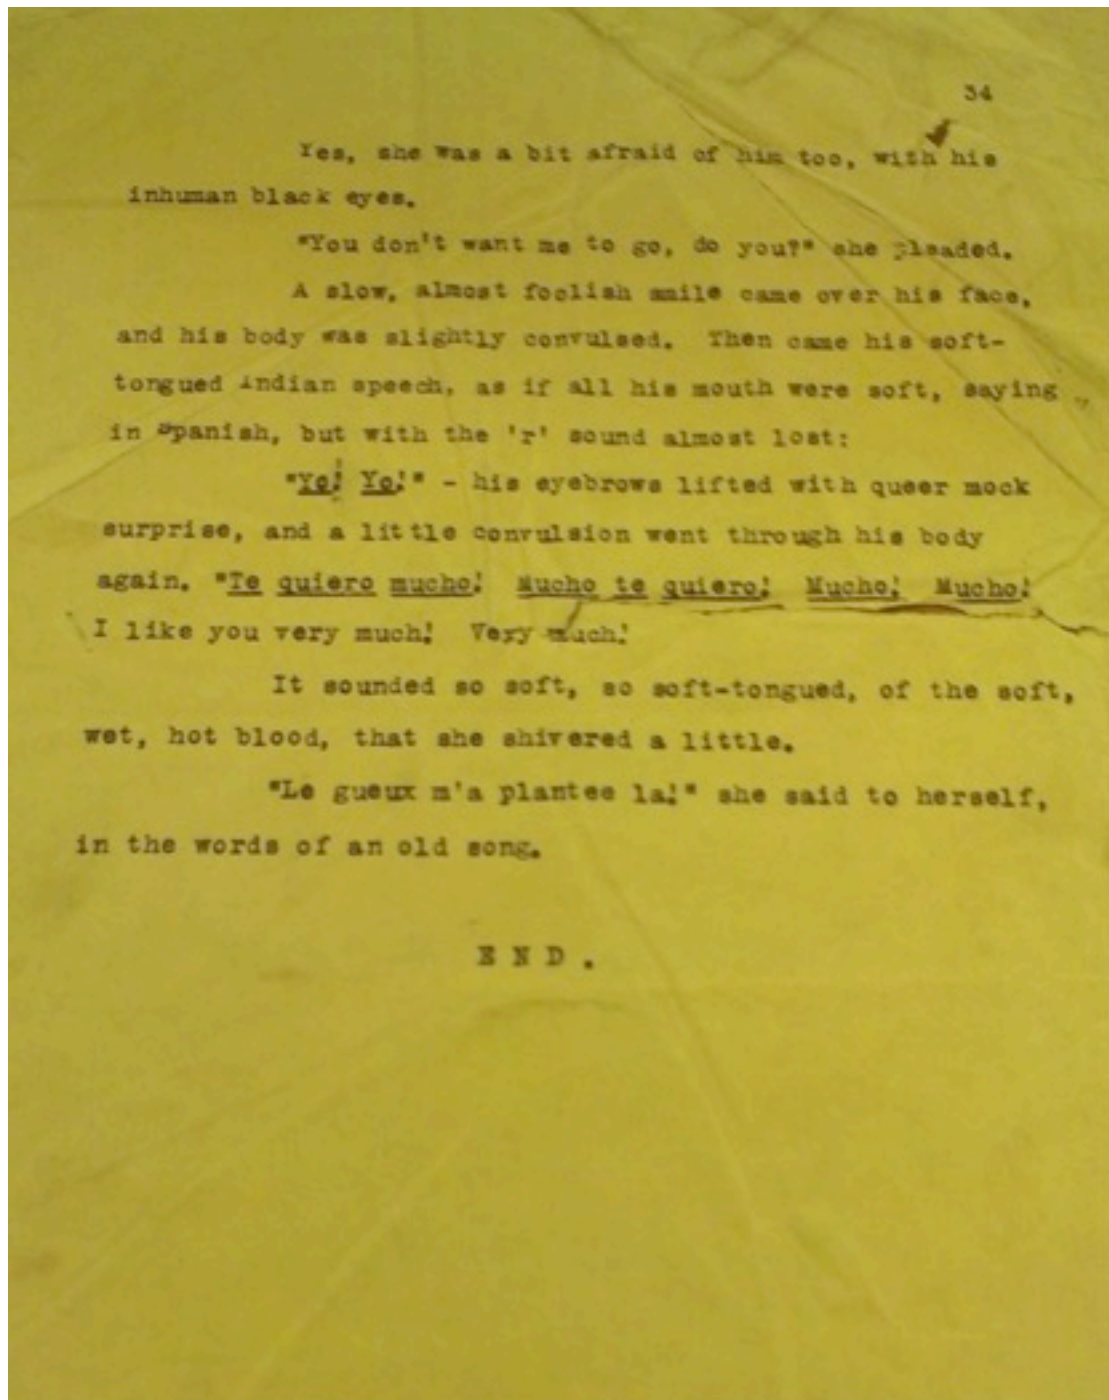 34
Yes, she was a bit afraid of him too, with his
inhuman black eyes.
"You don't want me to go, do you?" she pleaded.
A slow, almost foolish smile came over his face,
and his body was slightly convulsed. Then came his soft-
tongued Indian speech, as if all his mouth were soft, saying
in Spanish, but with the 'r' sound almost lost:
"Yo! Yo!" - his eyebrows lifted with queer mock
surprise, and a little convulsion went through his body
again. "Te quiero mucho! Mucho te quiero! Mucho! Mucho!
I like you very much! Very much!
It sounded so soft, so soft-tongued, of the soft,
wet, hot blood, that she shivered a little.
"Le gueux m'a plantee la!" she said to herself,
in the words of an old song.
E N D .